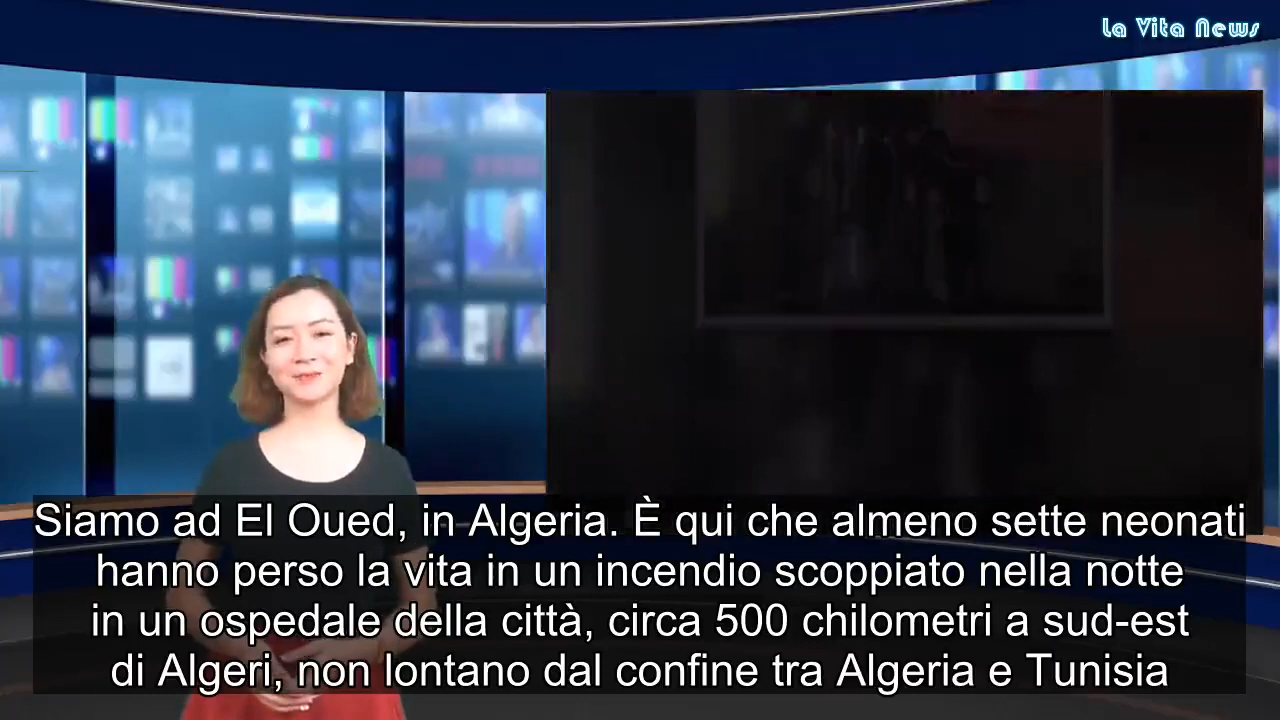 La Vita News
Siamo ad El Oued, in Algeria. È qui che almeno sette neonati
hanno perso la vita in un incendio scoppiato nella notte
in un ospedale della città, circa 500 chilometri a sud-est
di Algeri, non lontano dal confine tra Algeria e Tunisia